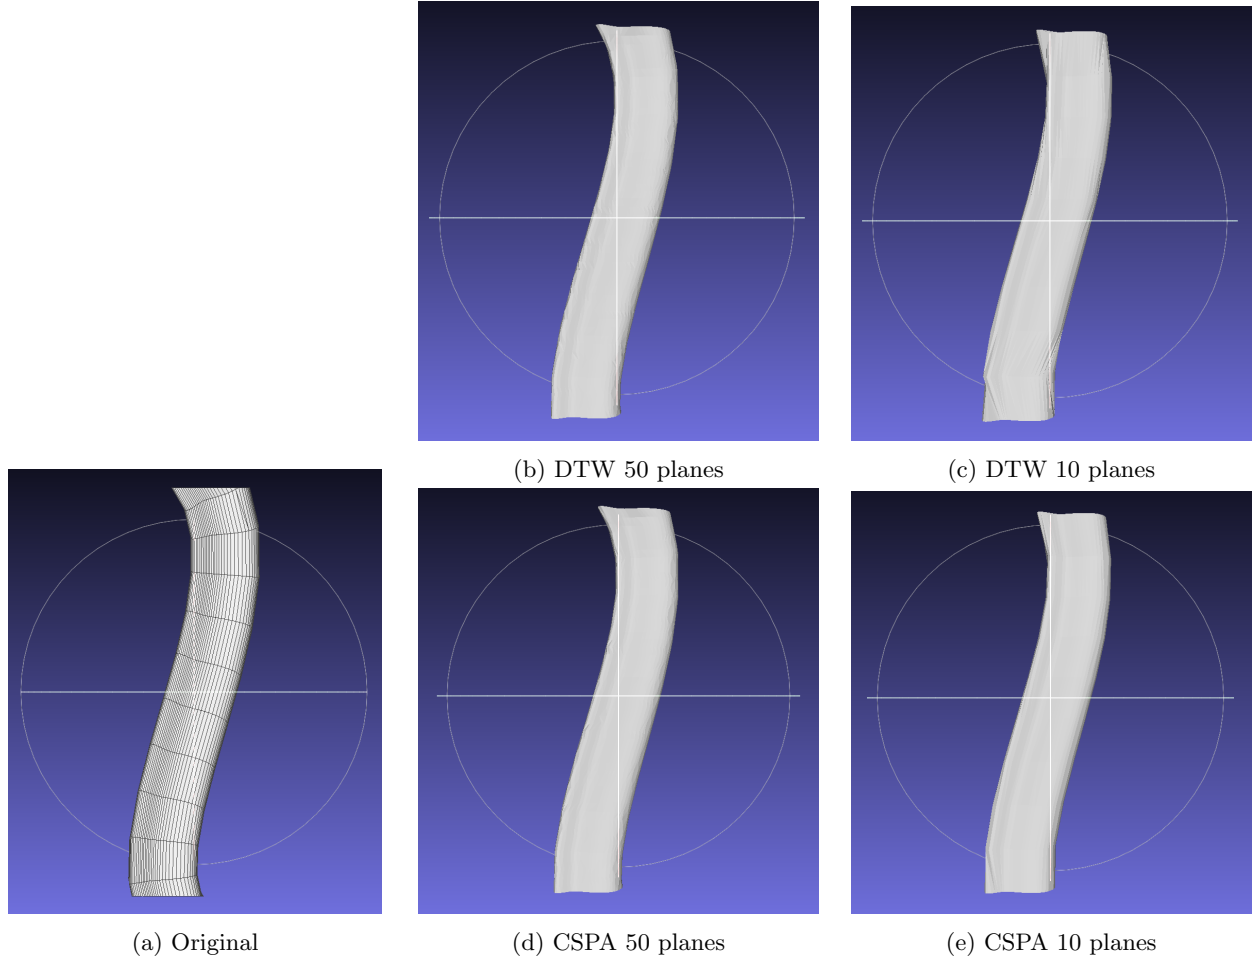 (b) DTW 50 planes
(c) DTW 10 planes
(a) Original
(d) CSPA 50 planes
(e) CSPA 10 planes